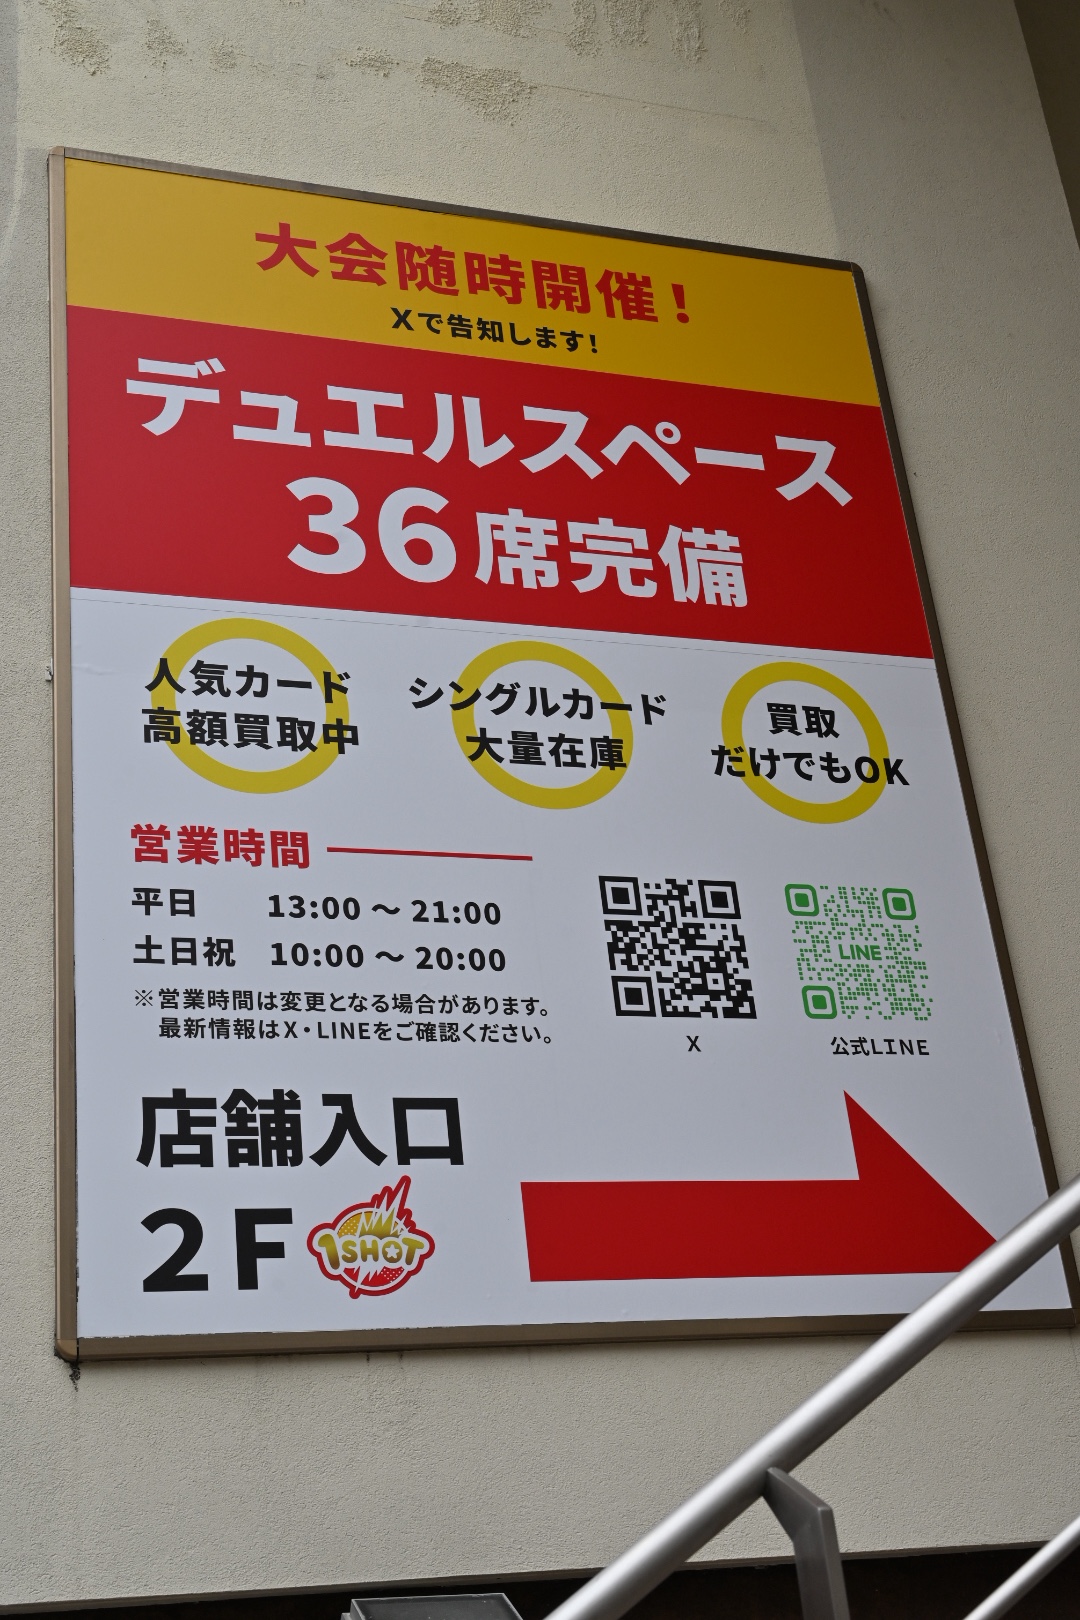 大会随時開催！
Xで告知します！
デュエルスペース
36席完備
人気カード
高額買取中
シングルカード
大量在庫
買取
だけでもOK
営業時間
平日 13:00 ～ 21:00
土日祝 10:00 ～ 20:00
※営業時間は変更となる場合があります。
最新情報はX・LINEをご確認ください。
LINE
X
公式LINE
店舗入口
2F
1SHOT